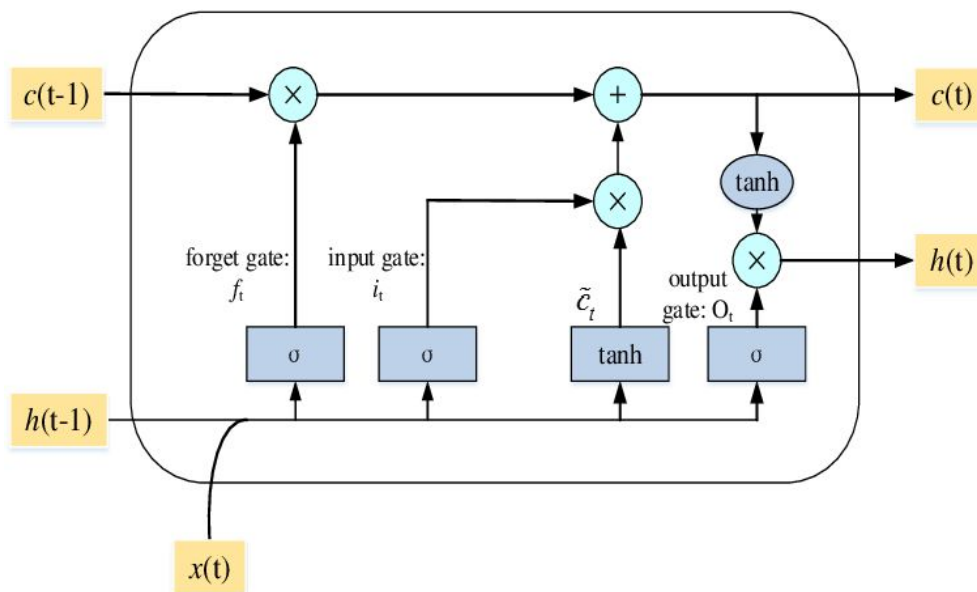 c(t-1)
×
+
c(t)
tanh
×
forget gate:
f_t
input gate:
i_t
c̃_t
output
gate: O_t
×
h(t)
σ
σ
tanh
σ
h(t-1)
x(t)